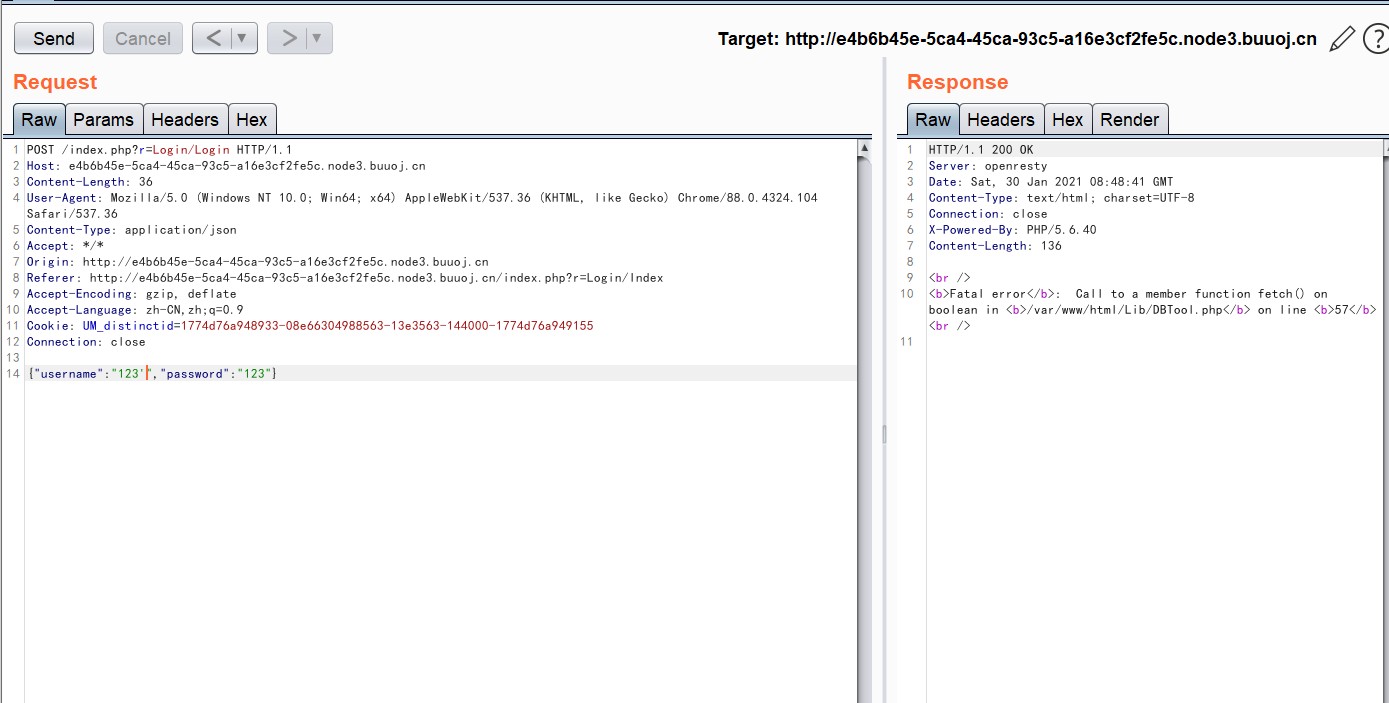 Send Cancel < ▼ > ▼ Target: http://e4b6b45e-5ca4-45ca-93c5-a16e3cf2fe5c.node3.buuoj.cn ?
Request
Raw Params Headers Hex
1 POST /index.php?r=Login/Login HTTP/1.1
2 Host: e4b6b45e-5ca4-45ca-93c5-a16e3cf2fe5c.node3.buuoj.cn
3 Content-Length: 36
4 User-Agent: Mozilla/5.0 (Windows NT 10.0; Win64; x64) AppleWebKit/537.36 (KHTML, like Gecko) Chrome/88.0.4324.104
Safari/537.36
5 Content-Type: application/json
6 Accept: */*
7 Origin: http://e4b6b45e-5ca4-45ca-93c5-a16e3cf2fe5c.node3.buuoj.cn
8 Referer: http://e4b6b45e-5ca4-45ca-93c5-a16e3cf2fe5c.node3.buuoj.cn/index.php?r=Login/Index
9 Accept-Encoding: gzip, deflate
10 Accept-Language: zh-CN,zh;q=0.9
11 Cookie: UM_distinctid=1774d76a948933-08e66304988563-13e3563-144000-1774d76a949155
12 Connection: close
13
14 {"username":"123'","password":"123"}
Response
Raw Headers Hex Render
1 HTTP/1.1 200 OK
2 Server: openresty
3 Date: Sat, 30 Jan 2021 08:48:41 GMT
4 Content-Type: text/html; charset=UTF-8
5 Connection: close
6 X-Powered-By: PHP/5.6.40
7 Content-Length: 136
8
9 <br />
10 <b>Fatal error</b>:  Call to a member function fetch() on
boolean in <b>/var/www/html/Lib/DBTool.php</b> on line <b>57</b>
<br />
11